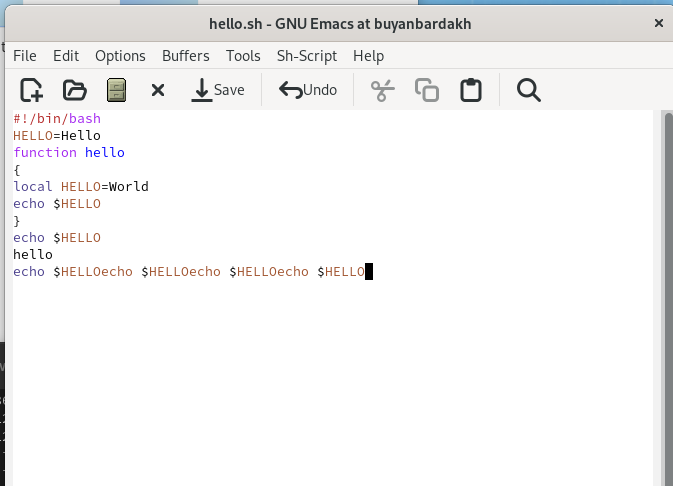 hello.sh - GNU Emacs at buyanbardakh
File Edit Options Buffers Tools Sh-Script Help
Save Undo
#!/bin/bash
HELLO=Hello
function hello
{
local HELLO=World
echo $HELLO
}
echo $HELLO
hello
echo $HELLOecho $HELLOecho $HELLOecho $HELLO